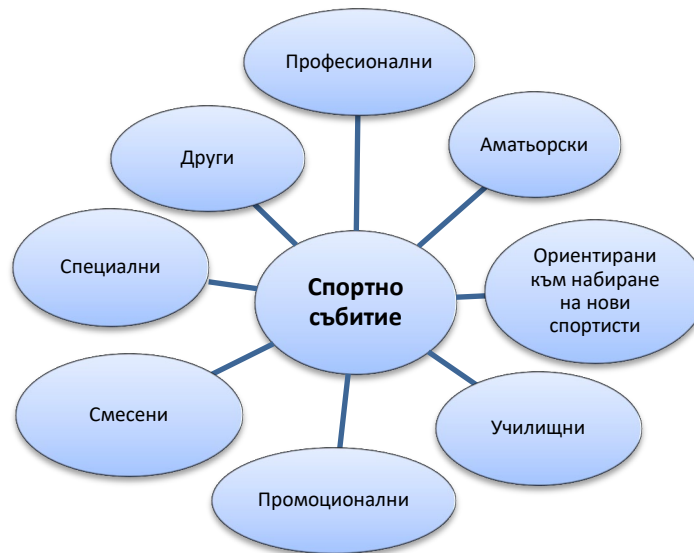 Професионални
Аматьорски
Ориентирани
към набиране
на нови
спортисти
Училищни
Промоционални
Смесени
Специални
Други
Спортно
събитие